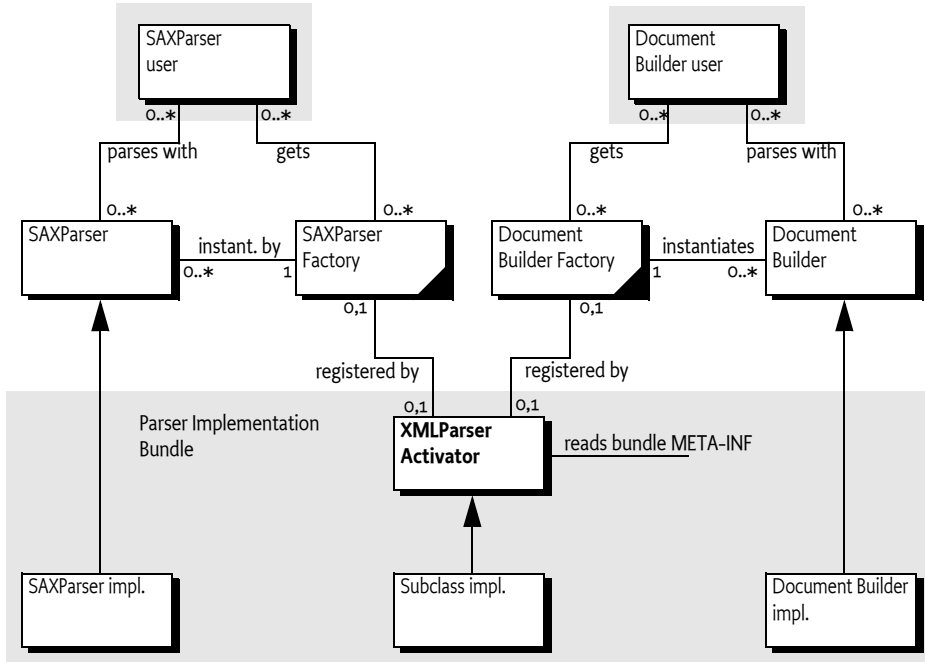 SAXParser
user
Document
Builder user
0..*
0..*
0..*
0..*
parses with
gets
gets
parses with
0..*
0..*
0..*
0..*
SAXParser
instant. by
SAXParser
Factory
Document
Builder Factory
instantiates
Document
Builder
0..*
1
1
0..*
0,1
0,1
registered by
registered by
0,1
0,1
Parser Implementation
Bundle
XMLParser
Activator
reads bundle META-INF
SAXParser impl.
Subclass impl.
Document Builder
impl.